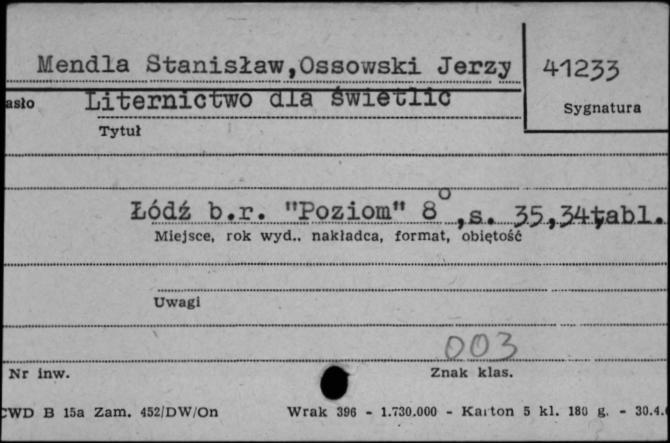 Mendla Stanisław,Ossowski Jerzy
41233
asło
Liternictwo dla świetlic
Sygnatura
Tytuł
Łódź b.r. "Poziom" 8°,s. 35,34tabl.
Miejsce, rok wyd.. nakładca, format, obiętość
Uwagi
003
Nr inw.
Znak klas.
CWD B 15a Zam. 452/DW/On
Wrak 396 - 1.730.000 - Karton 5 kl. 180 g. - 30.4.